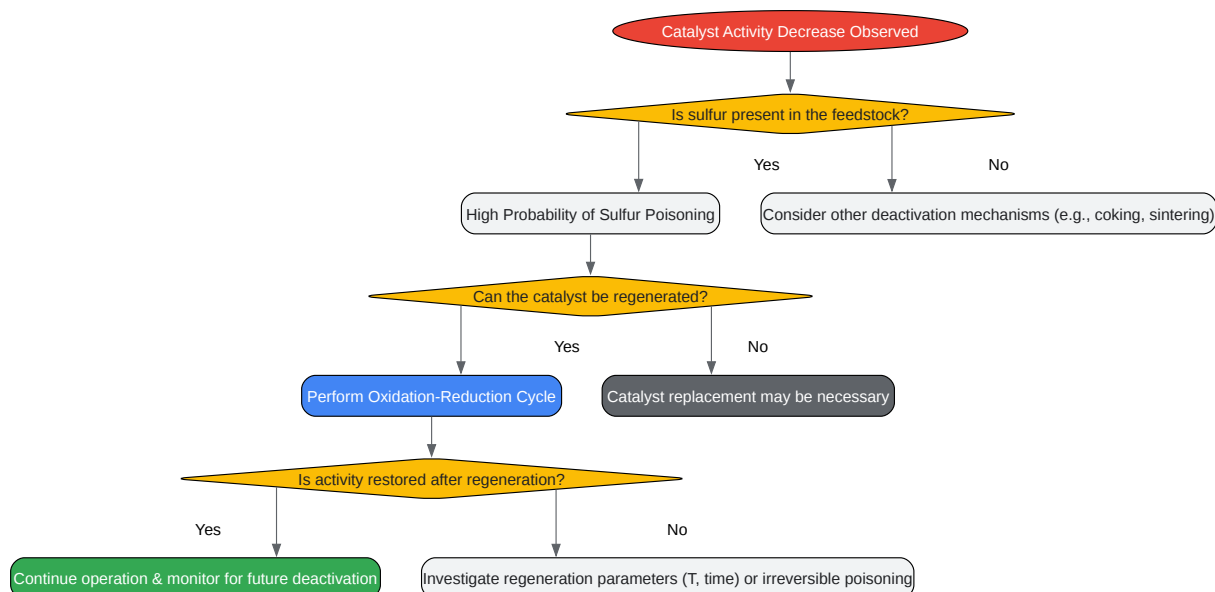 Catalyst Activity Decrease Observed
Is sulfur present in the feedstock?
Yes
No
High Probability of Sulfur Poisoning
Consider other deactivation mechanisms (e.g., coking, sintering)
Can the catalyst be regenerated?
Yes
No
Perform Oxidation-Reduction Cycle
Catalyst replacement may be necessary
Is activity restored after regeneration?
Yes
No
Continue operation & monitor for future deactivation
Investigate regeneration parameters (T, time) or irreversible poisoning